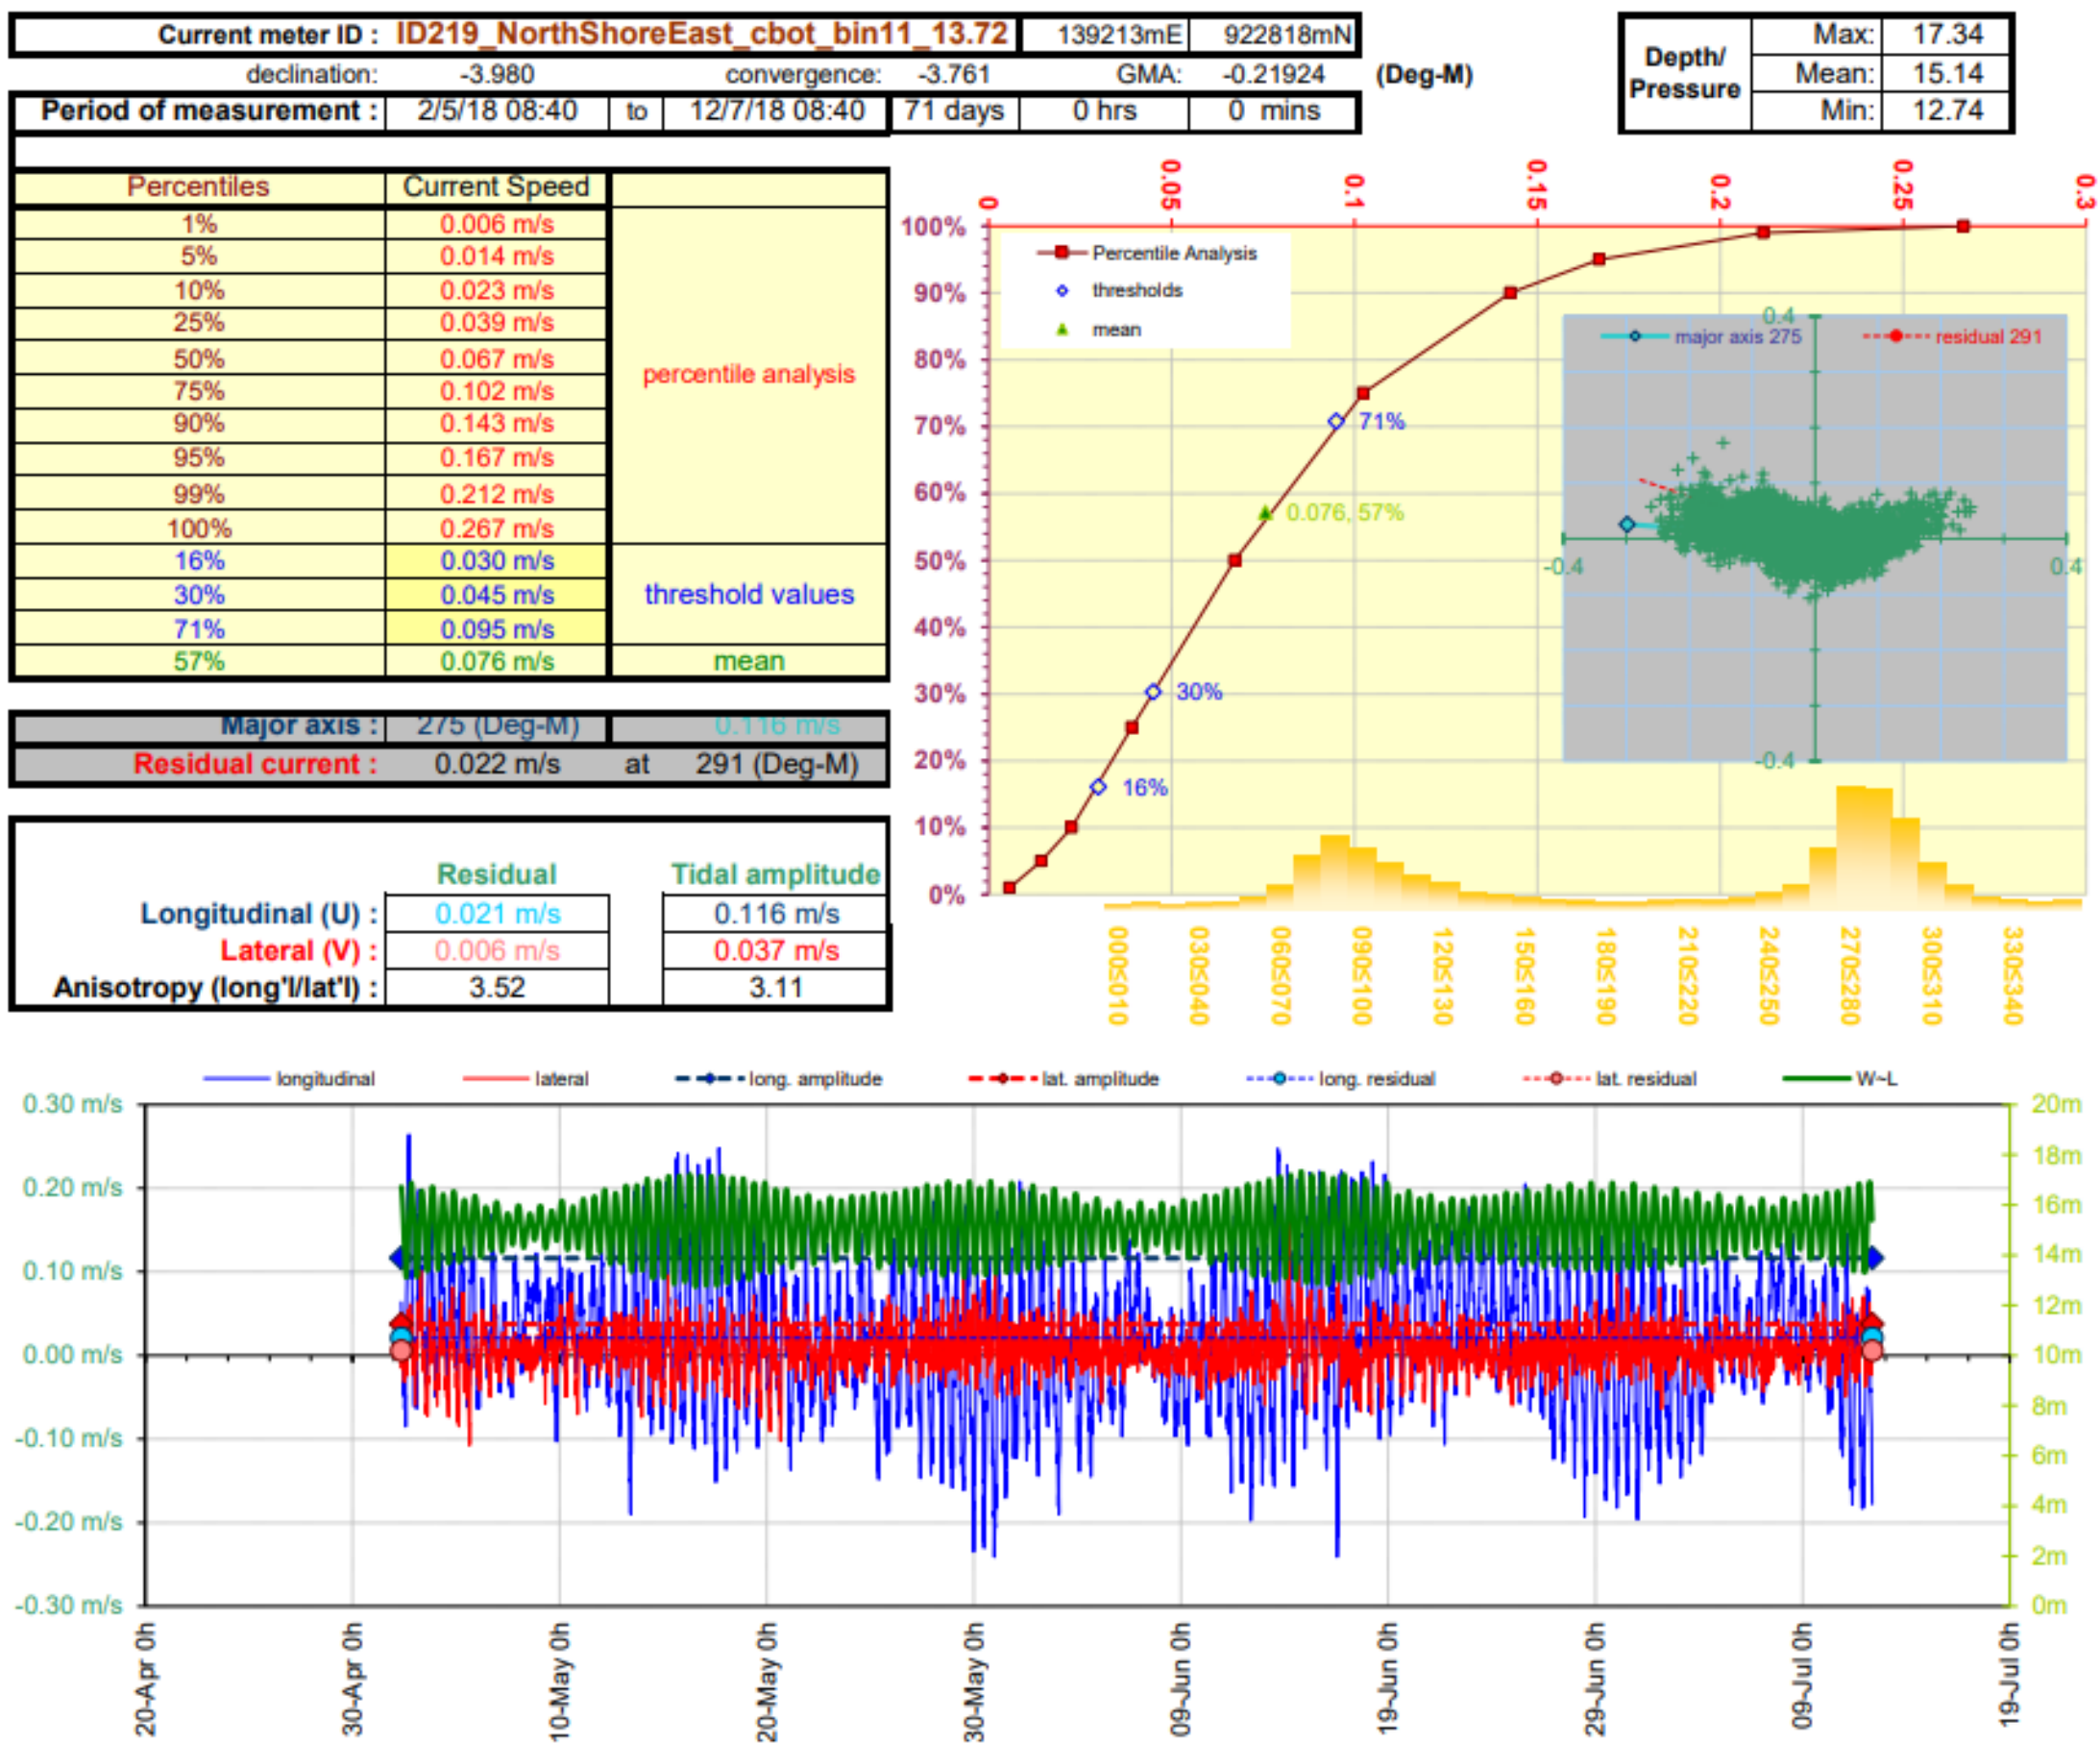 Current meter ID : ID219_NorthShoreEast_cbot_bin11_13.72 139213mE 922818mN
declination: -3.980 convergence: -3.761 GMA: -0.21924 (Deg-M)
Period of measurement : 2/5/18 08:40 to 12/7/18 08:40 71 days 0 hrs 0 mins
Depth/ Pressure
Max: 17.34
Mean: 15.14
Min: 12.74
Percentiles Current Speed
1% 0.006 m/s
5% 0.014 m/s
10% 0.023 m/s
25% 0.039 m/s
50% 0.067 m/s
75% 0.102 m/s
90% 0.143 m/s
95% 0.167 m/s
99% 0.212 m/s
100% 0.267 m/s
percentile analysis
16% 0.030 m/s
30% 0.045 m/s
71% 0.095 m/s
threshold values
57% 0.076 m/s mean
Major axis : 275 (Deg-M) 0.116 m/s
Residual current : 0.022 m/s at 291 (Deg-M)
Residual Tidal amplitude
Longitudinal (U) : 0.021 m/s 0.116 m/s
Lateral (V) : 0.006 m/s 0.037 m/s
Anisotropy (long'l/lat'l) : 3.52 3.11
0 0.05 0.1 0.15 0.2 0.25 0.3
100%
90%
80%
70%
60%
50%
40%
30%
20%
10%
0%
Percentile Analysis
thresholds
mean
71%
0.076, 57%
30%
16%
0.4
major axis 275 residual 291
-0.4 0.4
-0.4
000≤010 030≤040 060≤070 090≤100 120≤130 150≤160 180≤190 210≤220 240≤250 270≤280 300≤310 330≤340
longitudinal lateral long. amplitude lat. amplitude long. residual lat. residual W~L
0.30 m/s
0.20 m/s
0.10 m/s
0.00 m/s
-0.10 m/s
-0.20 m/s
-0.30 m/s
20m
18m
16m
14m
12m
10m
8m
6m
4m
2m
0m
20-Apr 0h 30-Apr 0h 10-May 0h 20-May 0h 30-May 0h 09-Jun 0h 19-Jun 0h 29-Jun 0h 09-Jul 0h 19-Jul 0h